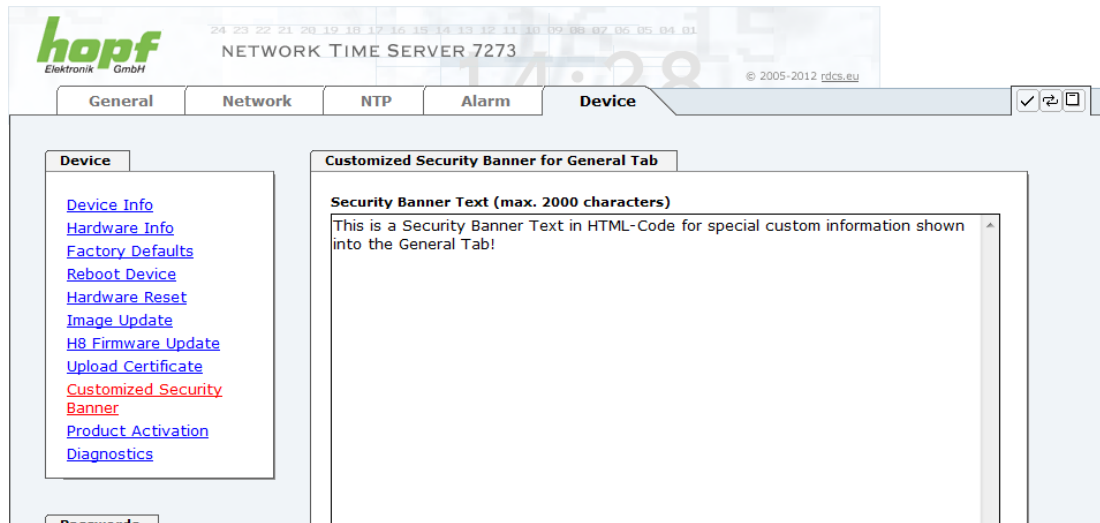 hopf
Elektronik GmbH
24 23 22 21 20 19 18 17 16 15 14 13 12 11 10 09 08 07 06 05 04 01
NETWORK TIME SERVER 7273
14:28
© 2005-2012 rdcs.eu
General Network NTP Alarm Device
Device
Device Info
Hardware Info
Factory Defaults
Reboot Device
Hardware Reset
Image Update
H8 Firmware Update
Upload Certificate
Customized Security
Banner
Product Activation
Diagnostics
Passwords
Customized Security Banner for General Tab
Security Banner Text (max. 2000 characters)
This is a Security Banner Text in HTML-Code for special custom information shown
into the General Tab!